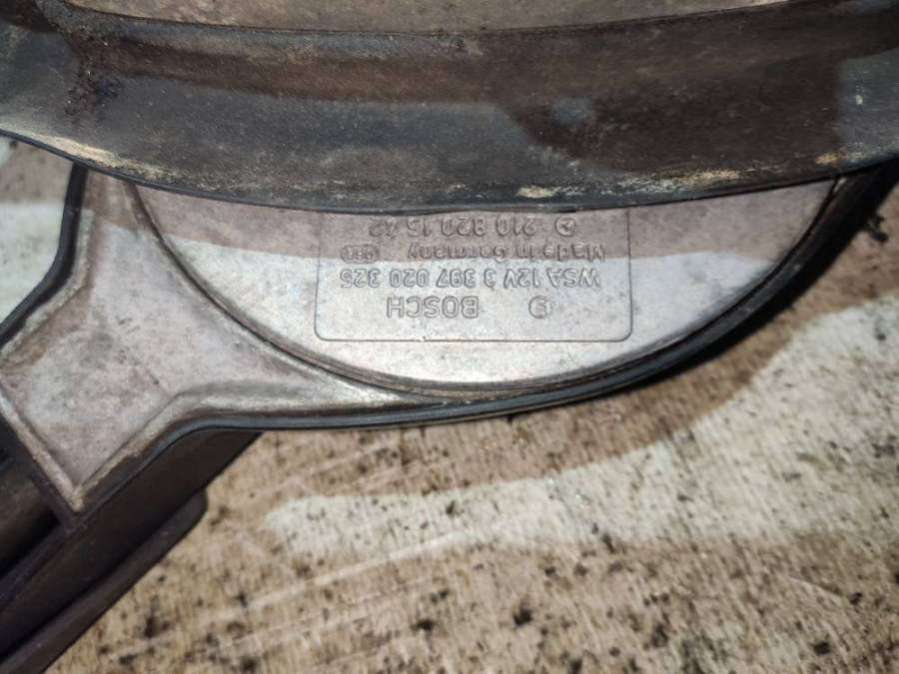 BOSCH
WSA 12V 3 397 020 325
Made in Germany
210 820 15 42